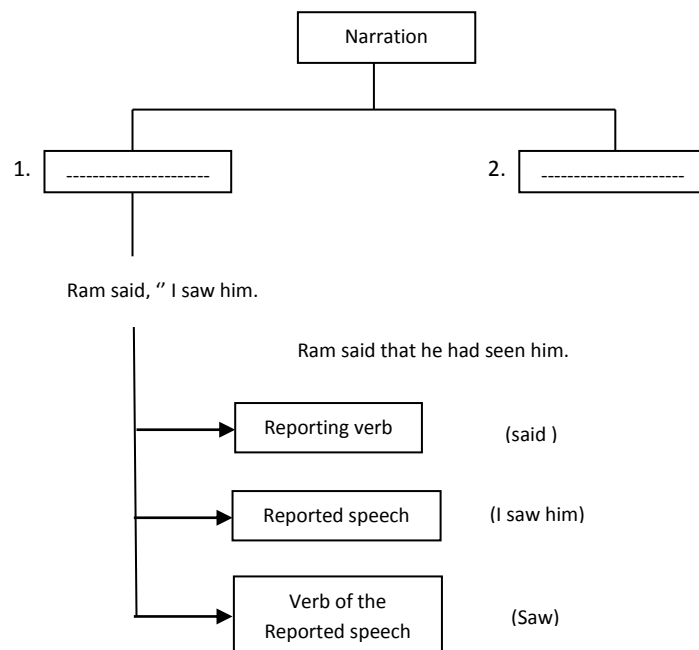 Narration
1. ----------------------
2. ----------------------
Ram said, “ I saw him.
Ram said that he had seen him.
Reporting verb (said )
Reported speech (I saw him)
Verb of the
Reported speech (Saw)